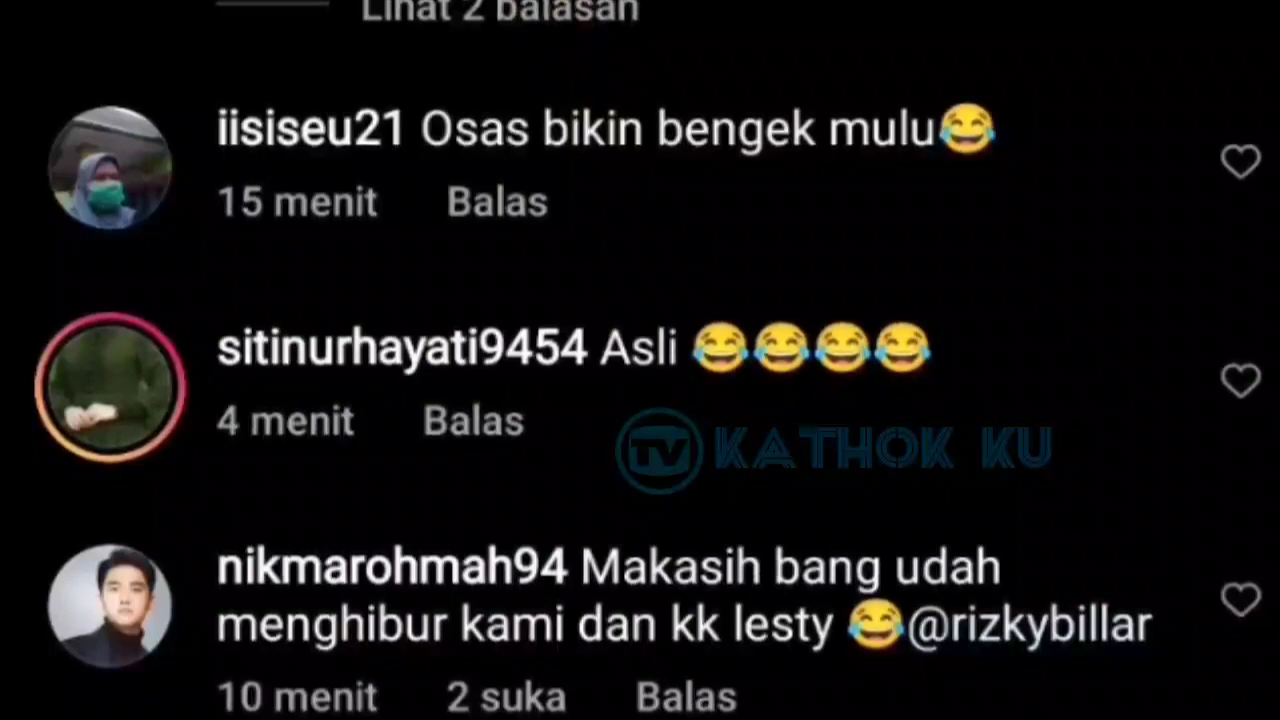 Lihat 2 balasan
iisiseu21 Osas bikin bengek mulu😂
15 menit Balas
sitinurhayati9454 Asli 😂😂😂😂
4 menit Balas
TV KATHOK KU
nikmarohmah94 Makasih bang udah
menghibur kami dan kk lesty 😂@rizkybillar
10 menit 2 suka Balas